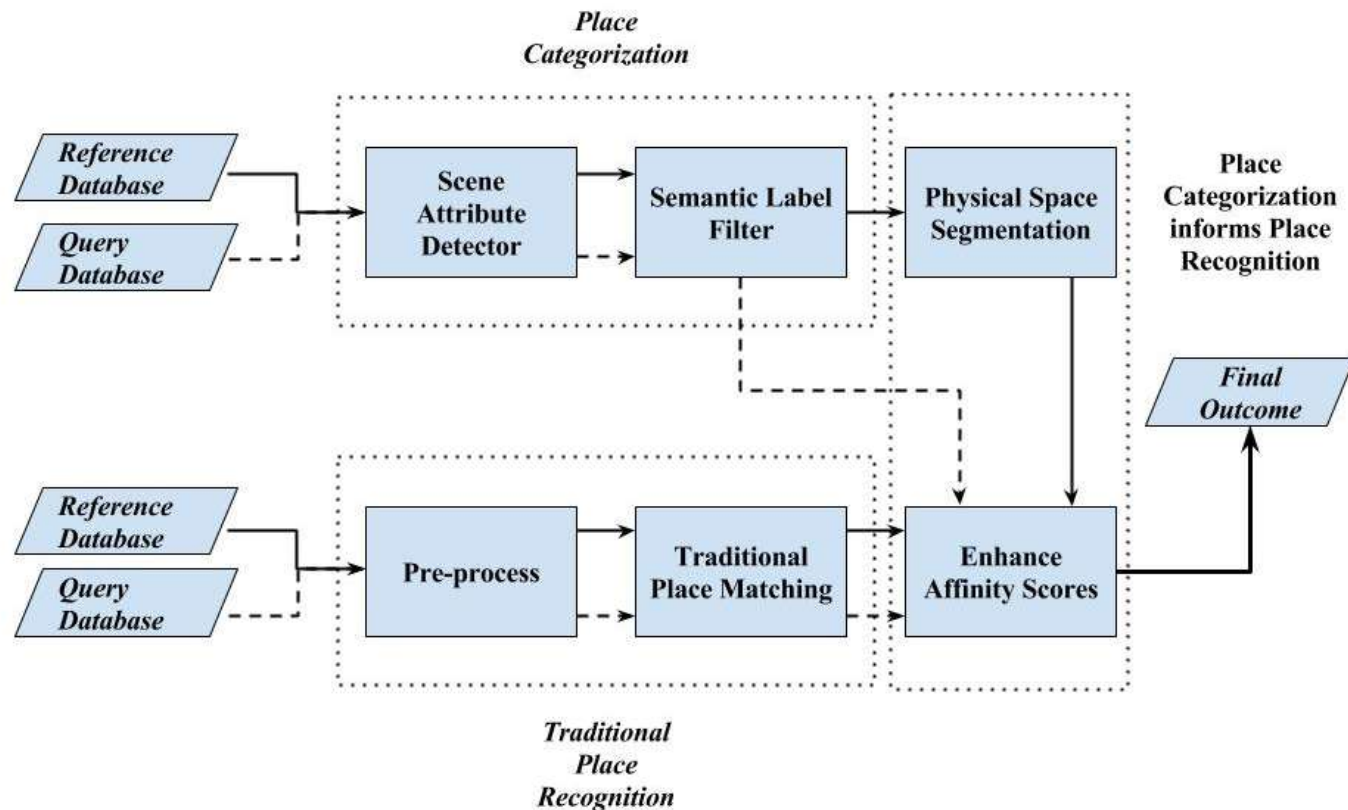 Place
Categorization
Reference
Database
Query
Database
Scene
Attribute
Detector
Semantic Label
Filter
Physical Space
Segmentation
Place
Categorization
informs Place
Recognition
Final
Outcome
Reference
Database
Query
Database
Pre-process
Traditional
Place Matching
Enhance
Affinity Scores
Traditional
Place
Recognition